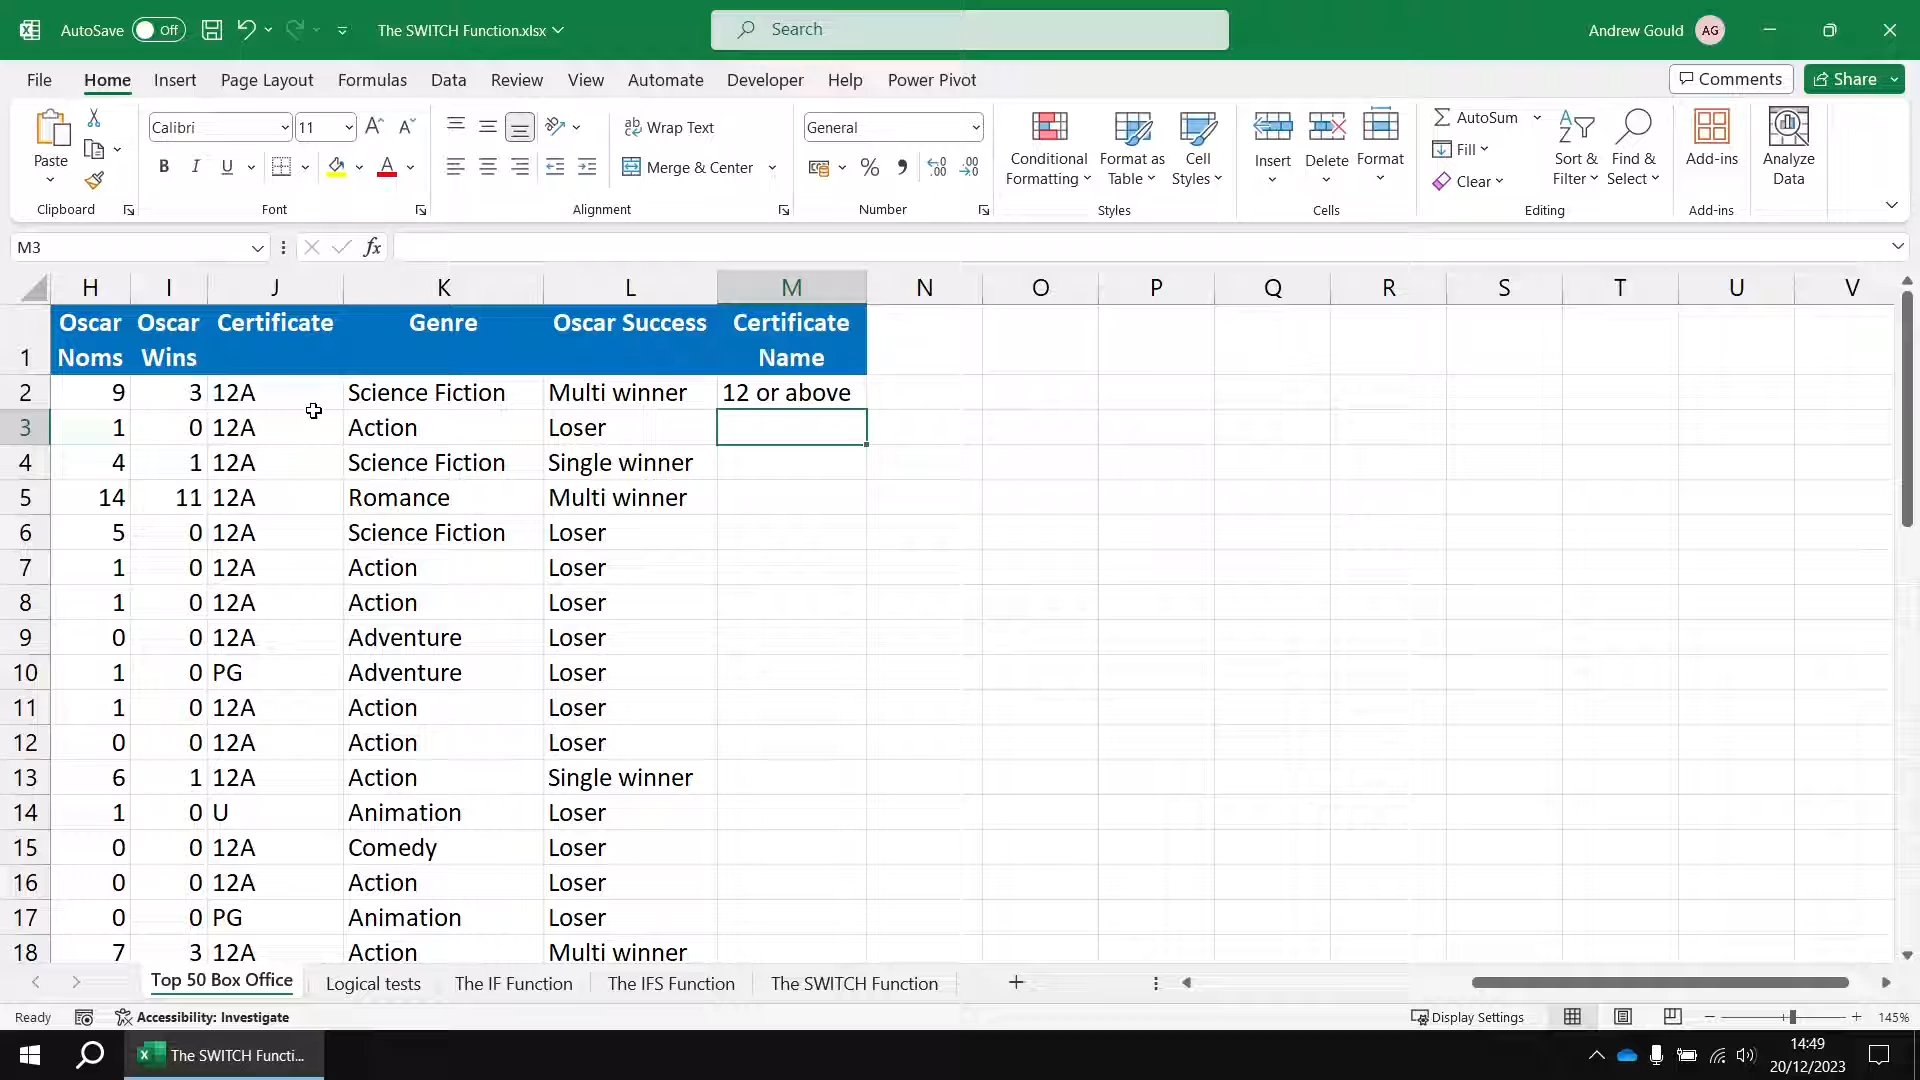 AutoSave Off The SWITCH Function.xlsx Search Andrew Gould AG
File Home Insert Page Layout Formulas Data Review View Automate Developer Help Power Pivot Comments Share
Paste
Clipboard
Calibri 11
B I U A
Font
Wrap Text
Merge & Center
Alignment
General
%
Number
Conditional Formatting
Format as Table
Cell Styles
Styles
Insert Delete Format
Cells
AutoSum
Fill
Clear
Sort & Filter
Find & Select
Editing
Add-ins
Add-ins
Analyze Data
M3 fx
H I J K L M N O P Q R S T U V
1 Oscar Noms Oscar Wins Certificate Genre Oscar Success Certificate Name
2 9 3 12A Science Fiction Multi winner 12 or above
3 1 0 12A Action Loser
4 4 1 12A Science Fiction Single winner
5 14 11 12A Romance Multi winner
6 5 0 12A Science Fiction Loser
7 1 0 12A Action Loser
8 1 0 12A Action Loser
9 0 0 12A Adventure Loser
10 1 0 PG Adventure Loser
11 1 0 12A Action Loser
12 0 0 12A Action Loser
13 6 1 12A Action Single winner
14 1 0 U Animation Loser
15 0 0 12A Comedy Loser
16 0 0 12A Action Loser
17 0 0 PG Animation Loser
18 7 3 12A Action Multi winner
Top 50 Box Office Logical tests The IF Function The IFS Function The SWITCH Function
Ready Accessibility: Investigate Display Settings 145%
The SWITCH Functi... 14:49
20/12/2023